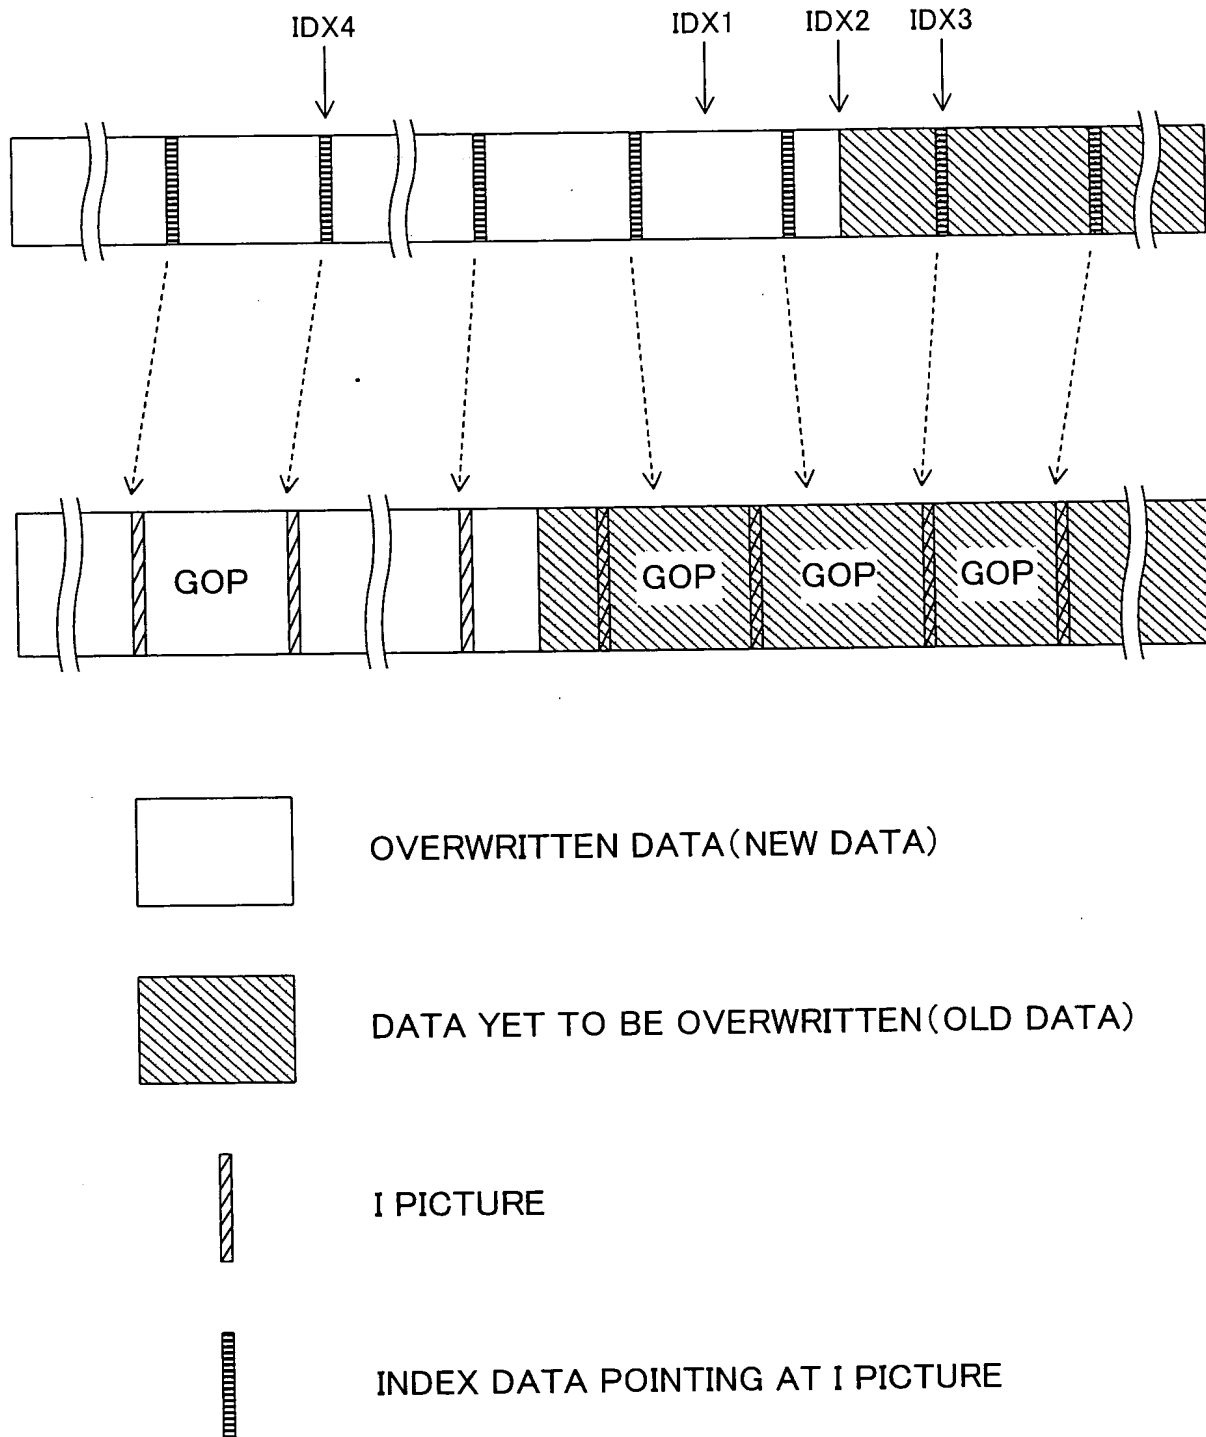 IDX4 IDX1 IDX2 IDX3
GOP GOP GOP GOP
OVERWRITTEN DATA(NEW DATA)
DATA YET TO BE OVERWRITTEN(OLD DATA)
I PICTURE
INDEX DATA POINTING AT I PICTURE